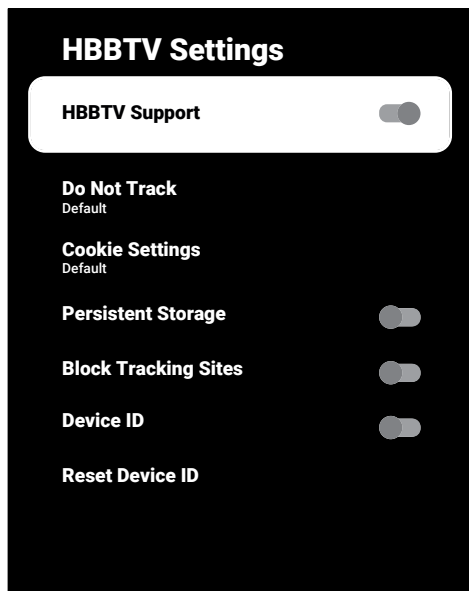 HBBTV Settings
HBBTV Support
Do Not Track
Default
Cookie Settings
Default
Persistent Storage
Block Tracking Sites
Device ID
Reset Device ID